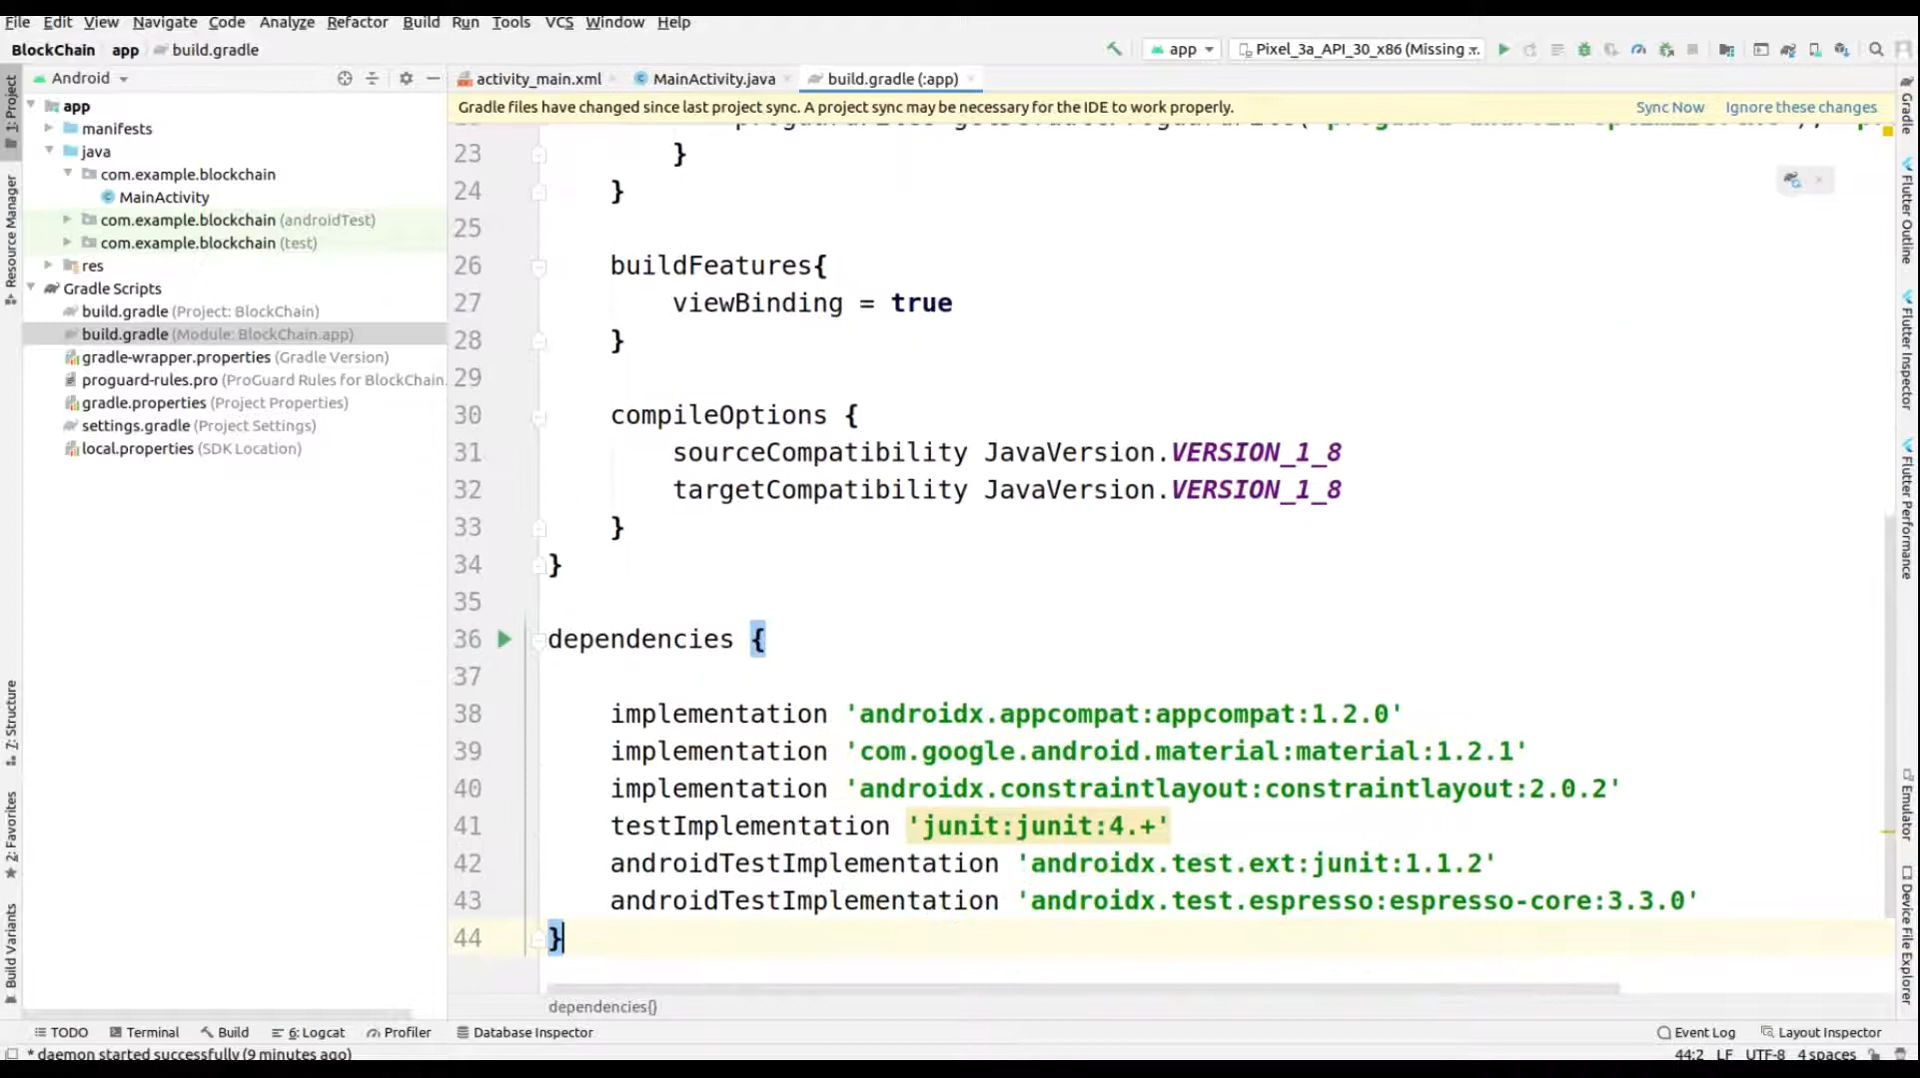 File Edit View Navigate Code Analyze Refactor Build Run Tools VCS Window Help
BlockChain app build.gradle
app Pixel_3a_API_30_x86 (Missing
Android
activity_main.xml MainActivity.java build.gradle (:app)
Gradle files have changed since last project sync. A project sync may be necessary for the IDE to work properly. Sync Now Ignore these changes
1: Project
Resource Manager
7: Structure
2: Favorites
Build Variants
app
manifests
java
com.example.blockchain
MainActivity
com.example.blockchain (androidTest)
com.example.blockchain (test)
res
Gradle Scripts
build.gradle (Project: BlockChain)
build.gradle (Module: BlockChain.app)
gradle-wrapper.properties (Gradle Version)
proguard-rules.pro (ProGuard Rules for BlockChain.
gradle.properties (Project Properties)
settings.gradle (Project Settings)
local.properties (SDK Location)
23 }
24 }
25
26 buildFeatures{
27 viewBinding = true
28 }
29
30 compileOptions {
31 sourceCompatibility JavaVersion.VERSION_1_8
32 targetCompatibility JavaVersion.VERSION_1_8
33 }
34 }
35
36 dependencies {
37
38 implementation 'androidx.appcompat:appcompat:1.2.0'
39 implementation 'com.google.android.material:material:1.2.1'
40 implementation 'androidx.constraintlayout:constraintlayout:2.0.2'
41 testImplementation 'junit:junit:4.+'
42 androidTestImplementation 'androidx.test.ext:junit:1.1.2'
43 androidTestImplementation 'androidx.test.espresso:espresso-core:3.3.0'
44 }
dependencies{}
Gradle
Flutter Outline
Flutter Inspector
Flutter Performance
Emulator
Device File Explorer
TODO Terminal Build 6: Logcat Profiler Database Inspector Event Log Layout Inspector
* daemon started successfully (9 minutes ago) 44:2 LF UTF-8 4 spaces